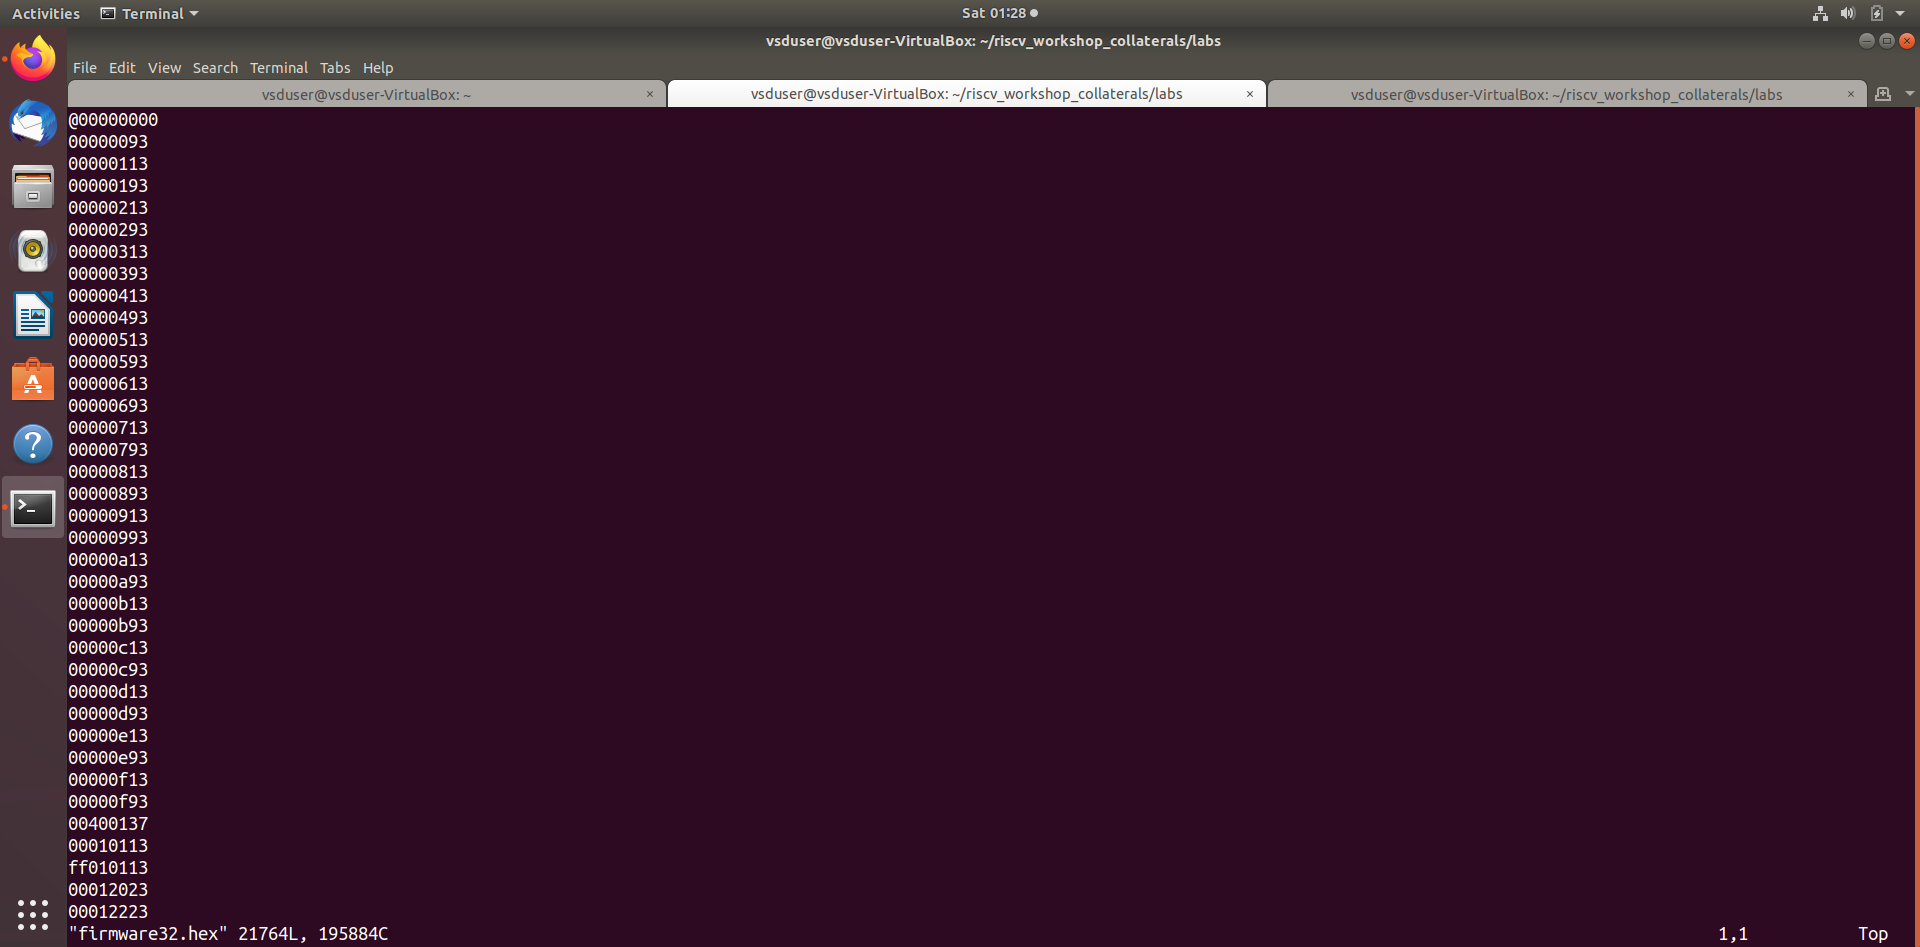 Activities Terminal Sat 01:28
vsduser@vsduser-VirtualBox: ~/riscv_workshop_collaterals/labs
File Edit View Search Terminal Tabs Help
vsduser@vsduser-VirtualBox: ~ × vsduser@vsduser-VirtualBox: ~/riscv_workshop_collaterals/labs × vsduser@vsduser-VirtualBox: ~/riscv_workshop_collaterals/labs ×
@00000000
00000093
00000113
00000193
00000213
00000293
00000313
00000393
00000413
00000493
00000513
00000593
00000613
00000693
00000713
00000793
00000813
00000893
00000913
00000993
00000a13
00000a93
00000b13
00000b93
00000c13
00000c93
00000d13
00000d93
00000e13
00000e93
00000f13
00000f93
00400137
00010113
ff010113
00012023
00012223
"firmware32.hex" 21764L, 195884C 1,1 Top